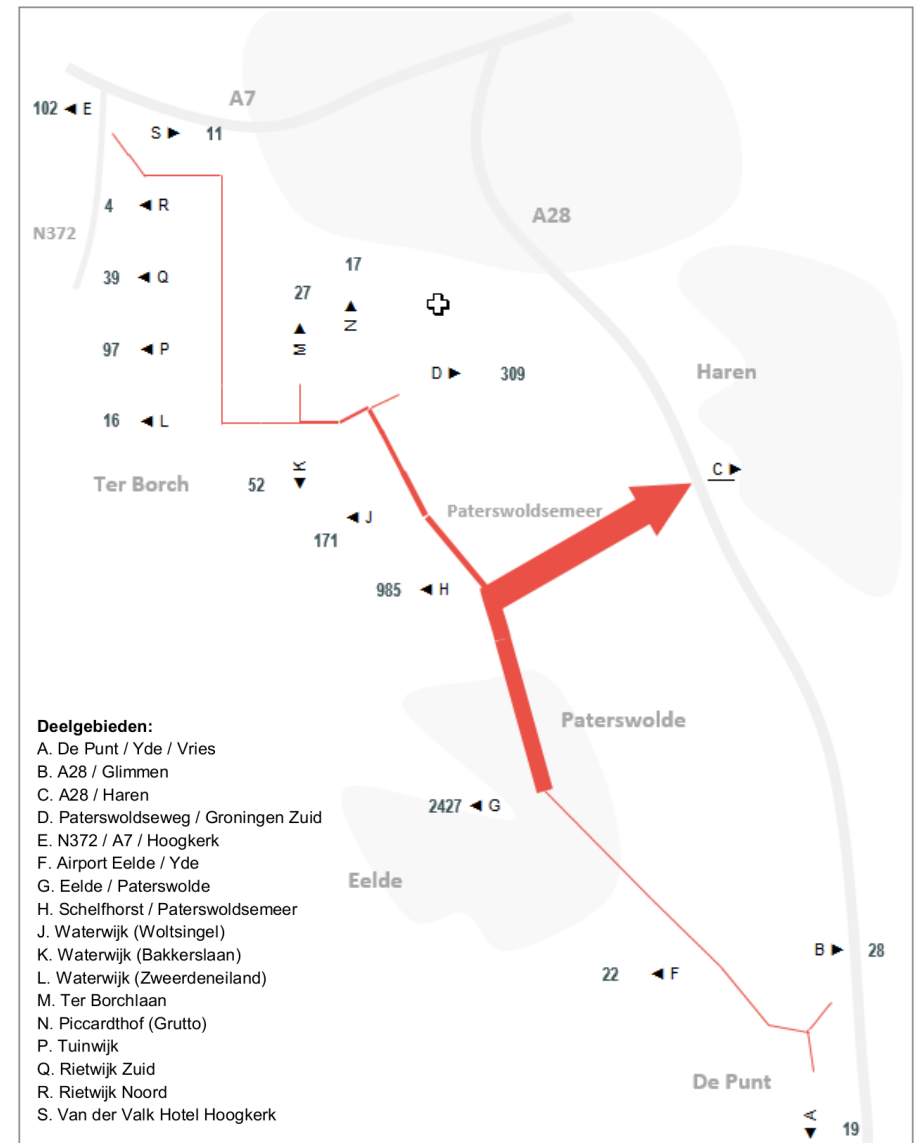 A7
102 ◄ E
S ► 11
4 ◄ R
N372
A28
17
27
N
M
39 ◄ Q
97 ◄ P
D ► 309
Haren
16 ◄ L
C ►
Ter Borch
52
K
Paterswoldsemeer
J
171
985 ◄ H
Paterswolde
Deelgebieden:
A. De Punt / Yde / Vries
B. A28 / Glimmen
C. A28 / Haren
D. Paterswoldseweg / Groningen Zuid
E. N372 / A7 / Hoogkerk
F. Airport Eelde / Yde
G. Eelde / Paterswolde
H. Schelfhorst / Paterswoldsemeer
J. Waterwijk (Woltsingel)
K. Waterwijk (Bakkerslaan)
L. Waterwijk (Zweerdeneiland)
M. Ter Borchlaan
N. Piccardthof (Grutto)
P. Tuinwijk
Q. Rietwijk Zuid
R. Rietwijk Noord
S. Van der Valk Hotel Hoogkerk
2427 ◄ G
Eelde
B ► 28
22 ◄ F
De Punt
A
19